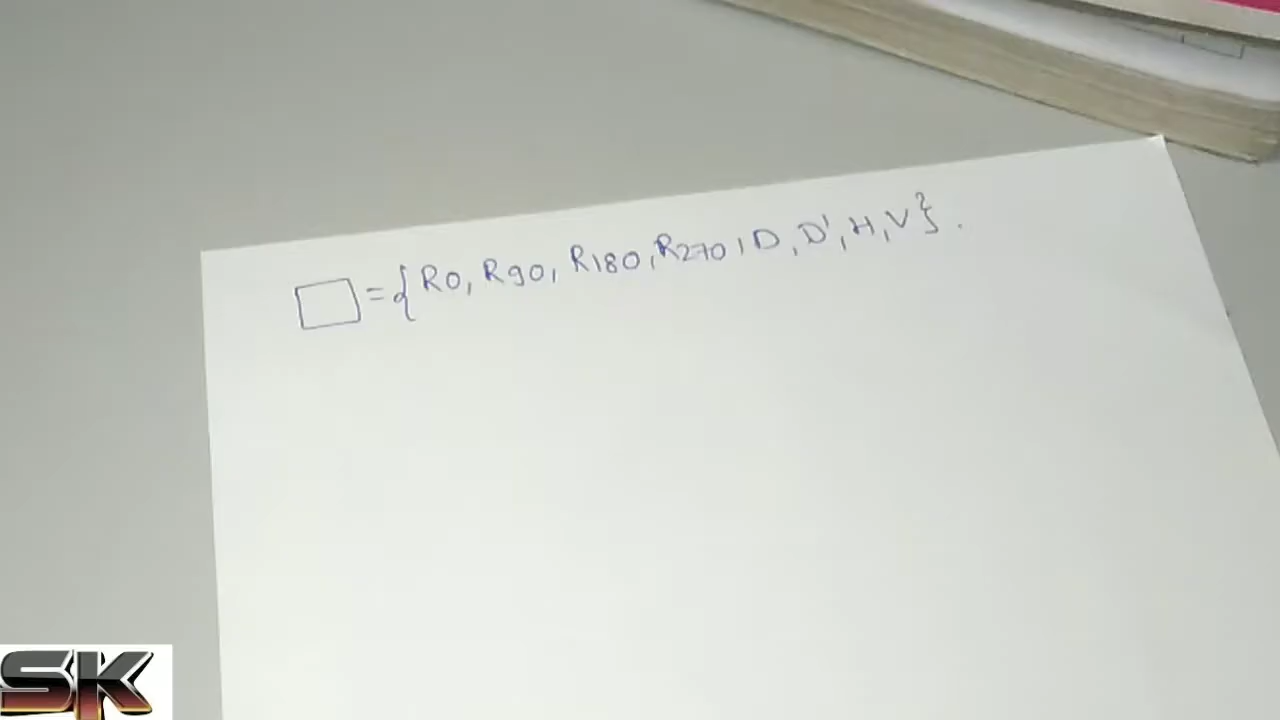 □ = {R0, R90, R180, R270, D, D', H, V}.
SK